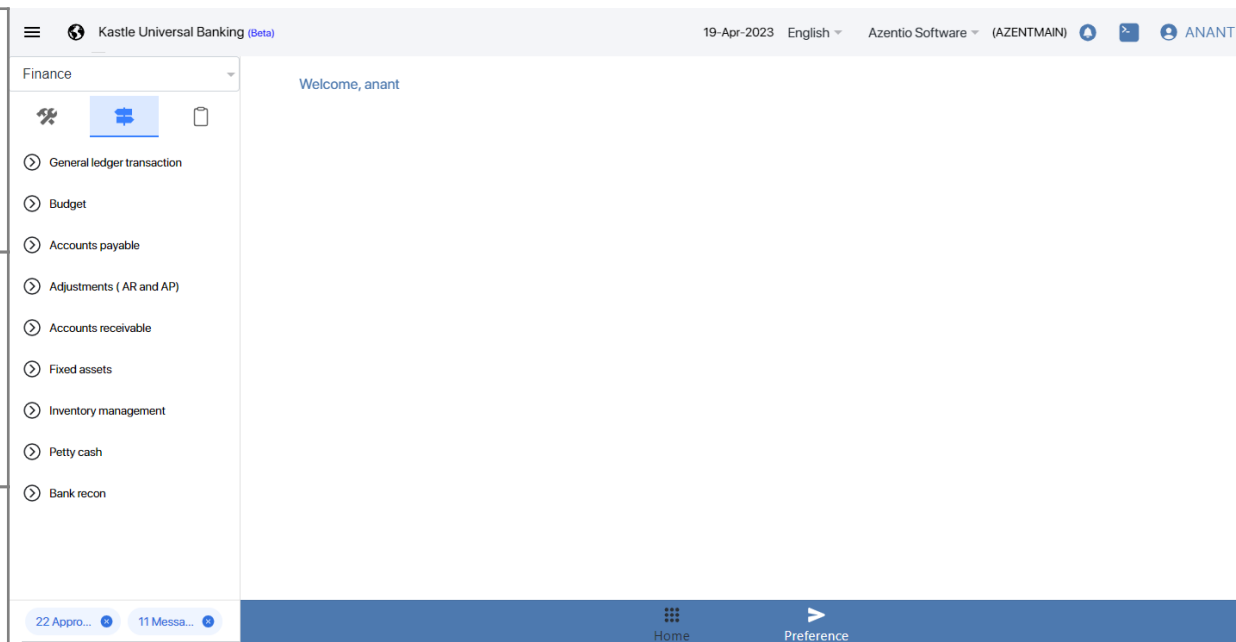 Kastle Universal Banking (Beta)
19-Apr-2023 English Azentio Software (AZENTMAIN) ANANT
Finance
Welcome, anant
General ledger transaction
Budget
Accounts payable
Adjustments ( AR and AP)
Accounts receivable
Fixed assets
Inventory management
Petty cash
Bank recon
22 Appro... 11 Messa...
Home Preference